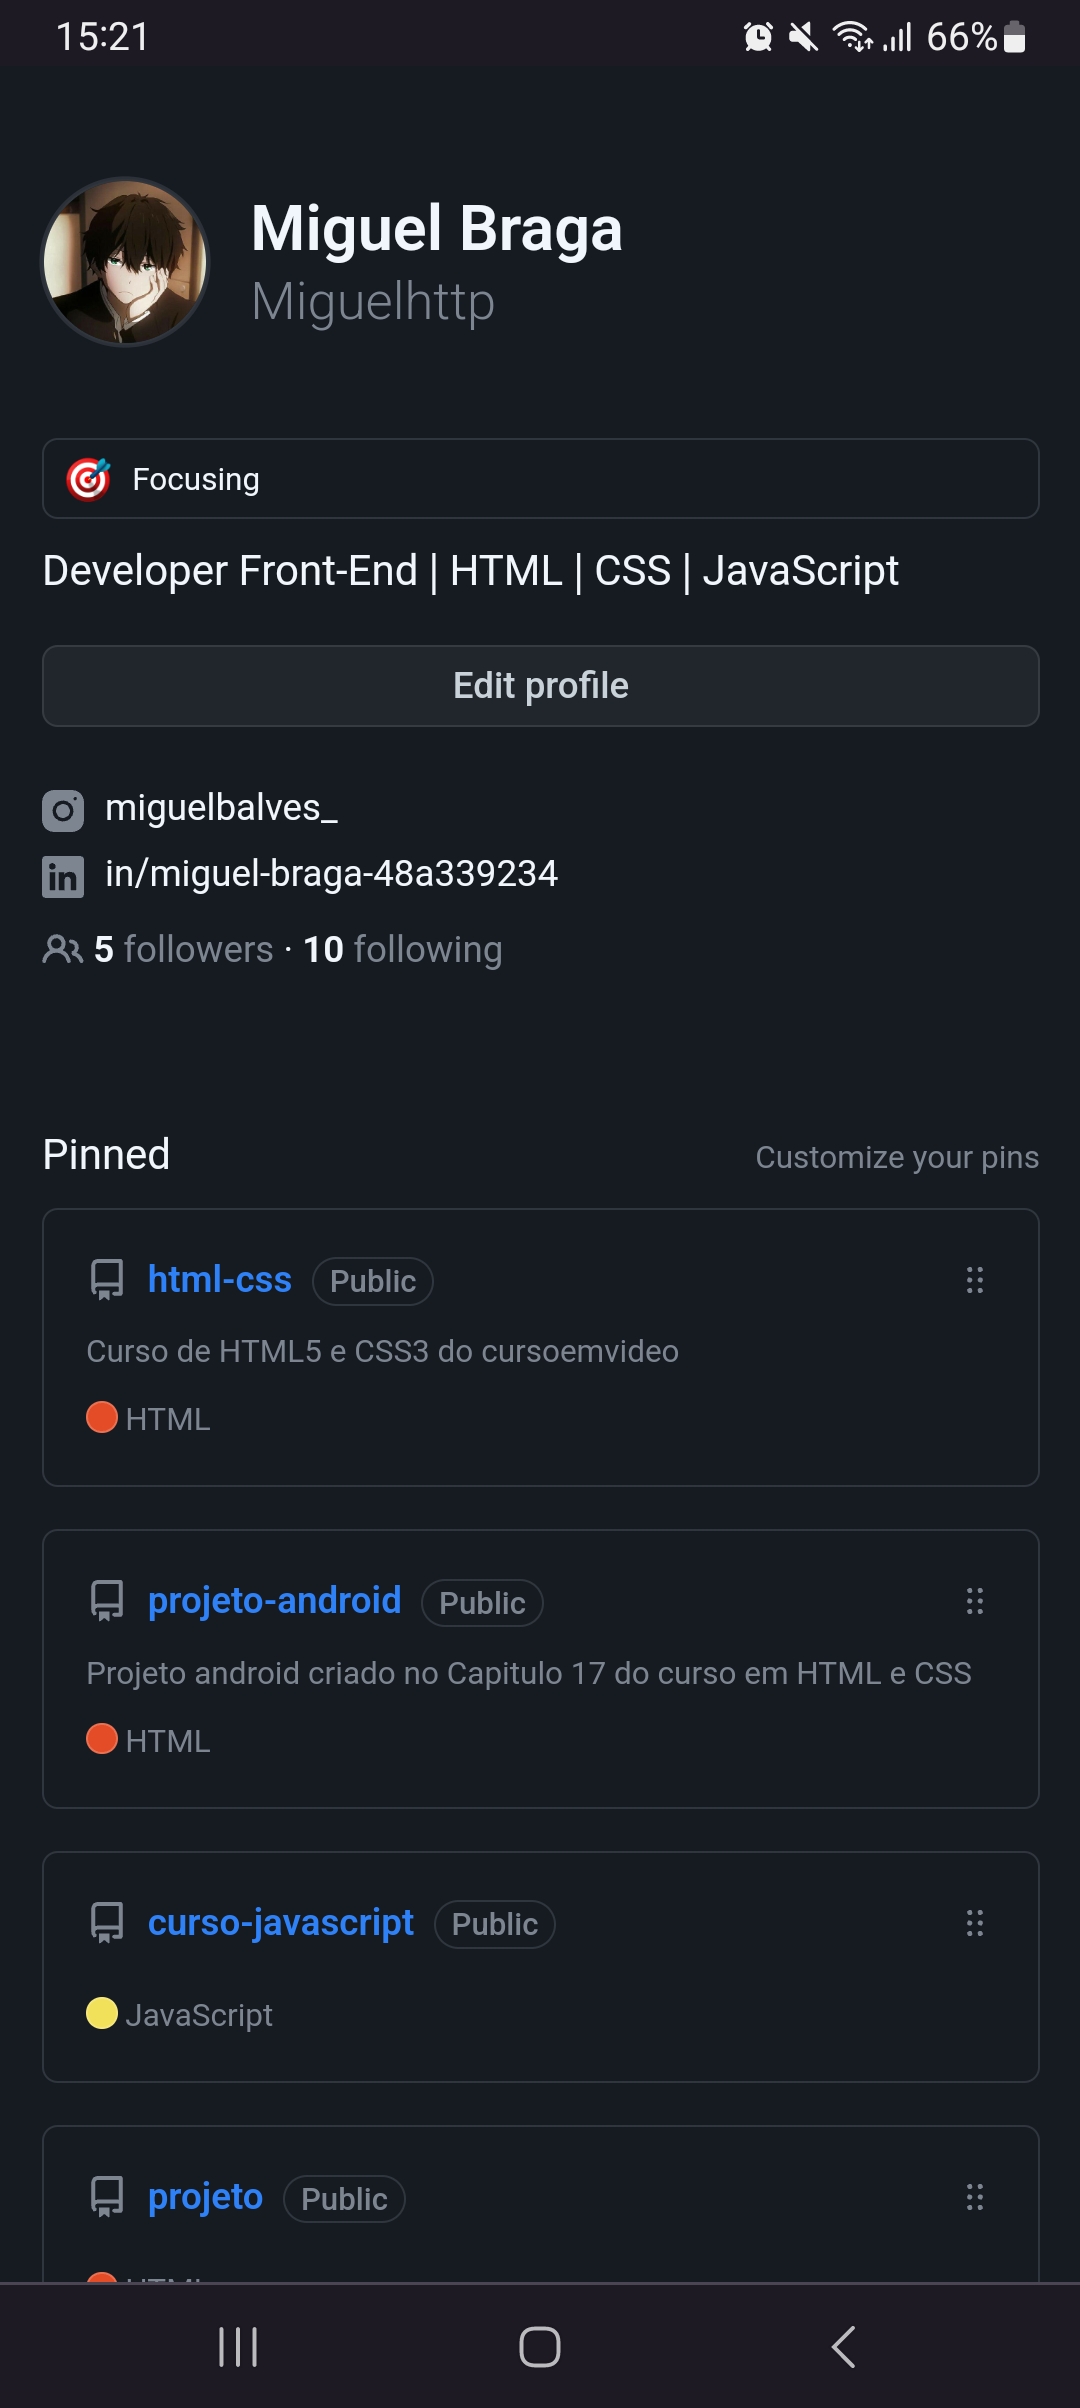 15:21 66%
Miguel Braga
Miguelhttp
Focusing
Developer Front-End | HTML | CSS | JavaScript
Edit profile
miguelbalves_
in/miguel-braga-48a339234
5 followers · 10 following
Pinned Customize your pins
html-css Public
Curso de HTML5 e CSS3 do cursoemvideo
HTML
projeto-android Public
Projeto android criado no Capitulo 17 do curso em HTML e CSS
HTML
curso-javascript Public
JavaScript
projeto Public
HTML